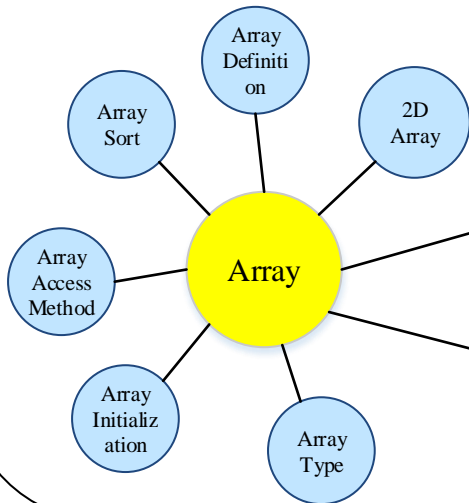 Array
Definiti
on
Array
Sort
2D
Array
Array
Access
Method
Array
Array
Initializ
ation
Array
Type